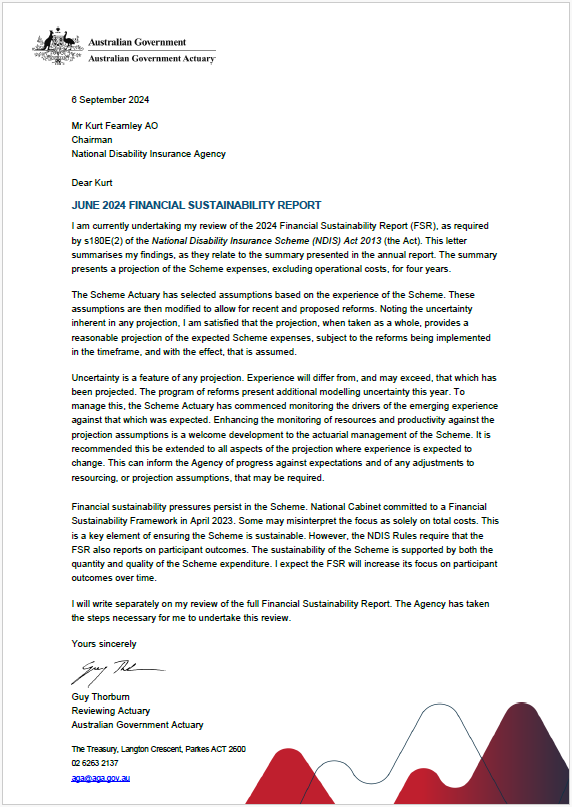 Australian Government
Australian Government Actuary
6 September 2024
Mr Kurt Fearnley AO
Chairman
National Disability Insurance Agency
Dear Kurt
JUNE 2024 FINANCIAL SUSTAINABILITY REPORT
I am currently undertaking my review of the 2024 Financial Sustainability Report (FSR), as required
by s180E(2) of the National Disability Insurance Scheme (NDIS) Act 2013 (the Act). This letter
summarises my findings, as they relate to the summary presented in the annual report. The summary
presents a projection of the Scheme expenses, excluding operational costs, for four years.
The Scheme Actuary has selected assumptions based on the experience of the Scheme. These
assumptions are then modified to allow for recent and proposed reforms. Noting the uncertainty
inherent in any projection, I am satisfied that the projection, when taken as a whole, provides a
reasonable projection of the expected Scheme expenses, subject to the reforms being implemented
in the timeframe, and with the effect, that is assumed.
Uncertainty is a feature of any projection. Experience will differ from, and may exceed, that which has
been projected. The program of reforms present additional modelling uncertainty this year. To
manage this, the Scheme Actuary has commenced monitoring the drivers of the emerging experience
against that which was expected. Enhancing the monitoring of resources and productivity against the
projection assumptions is a welcome development to the actuarial management of the Scheme. It is
recommended this be extended to all aspects of the projection where experience is expected to
change. This can inform the Agency of progress against expectations and of any adjustments to
resourcing, or projection assumptions, that may be required.
Financial sustainability pressures persist in the Scheme. National Cabinet committed to a Financial
Sustainability Framework in April 2023. Some may misinterpret the focus as solely on total costs. This
is a key element of ensuring the Scheme is sustainable. However, the NDIS Rules require that the
FSR also reports on participant outcomes. The sustainability of the Scheme is supported by both the
quantity and quality of the Scheme expenditure. I expect the FSR will increase its focus on participant
outcomes over time.
I will write separately on my review of the full Financial Sustainability Report. The Agency has taken
the steps necessary for me to undertake this review.
Yours sincerely
Guy Thorburn
Reviewing Actuary
Australian Government Actuary
The Treasury, Langton Crescent, Parkes ACT 2600
02 6263 2137
aga@aga.gov.au